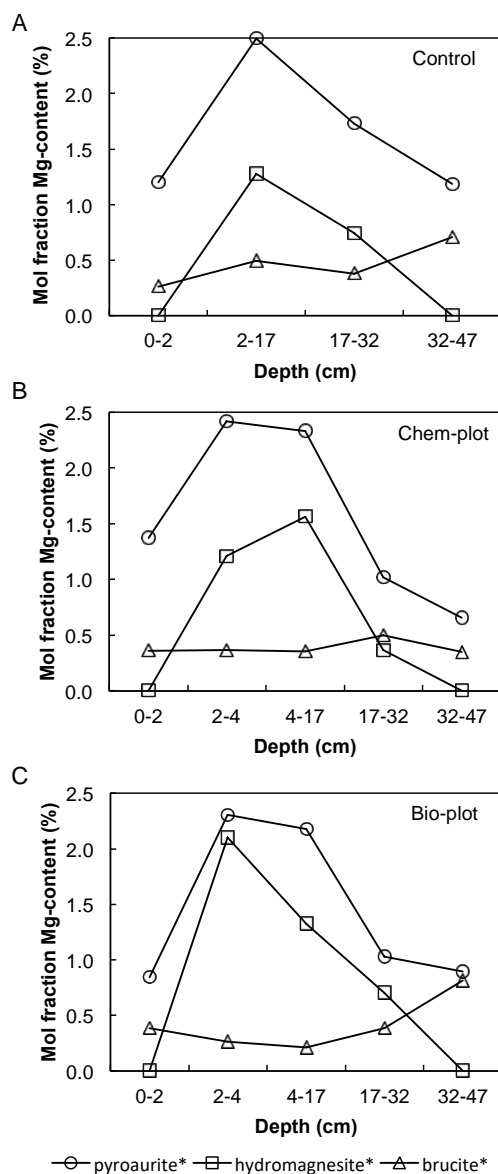 A
Control
Mol fraction Mg-content (%)
2.5
2.0
1.5
1.0
0.5
0.0
0-2 2-17 17-32 32-47
Depth (cm)
B
Chem-plot
Mol fraction Mg-content (%)
2.5
2.0
1.5
1.0
0.5
0.0
0-2 2-4 4-17 17-32 32-47
Depth (cm)
C
Bio-plot
Mol fraction Mg-content (%)
2.5
2.0
1.5
1.0
0.5
0.0
0-2 2-4 4-17 17-32 32-47
Depth (cm)
pyroaurite* hydromagnesite* brucite*